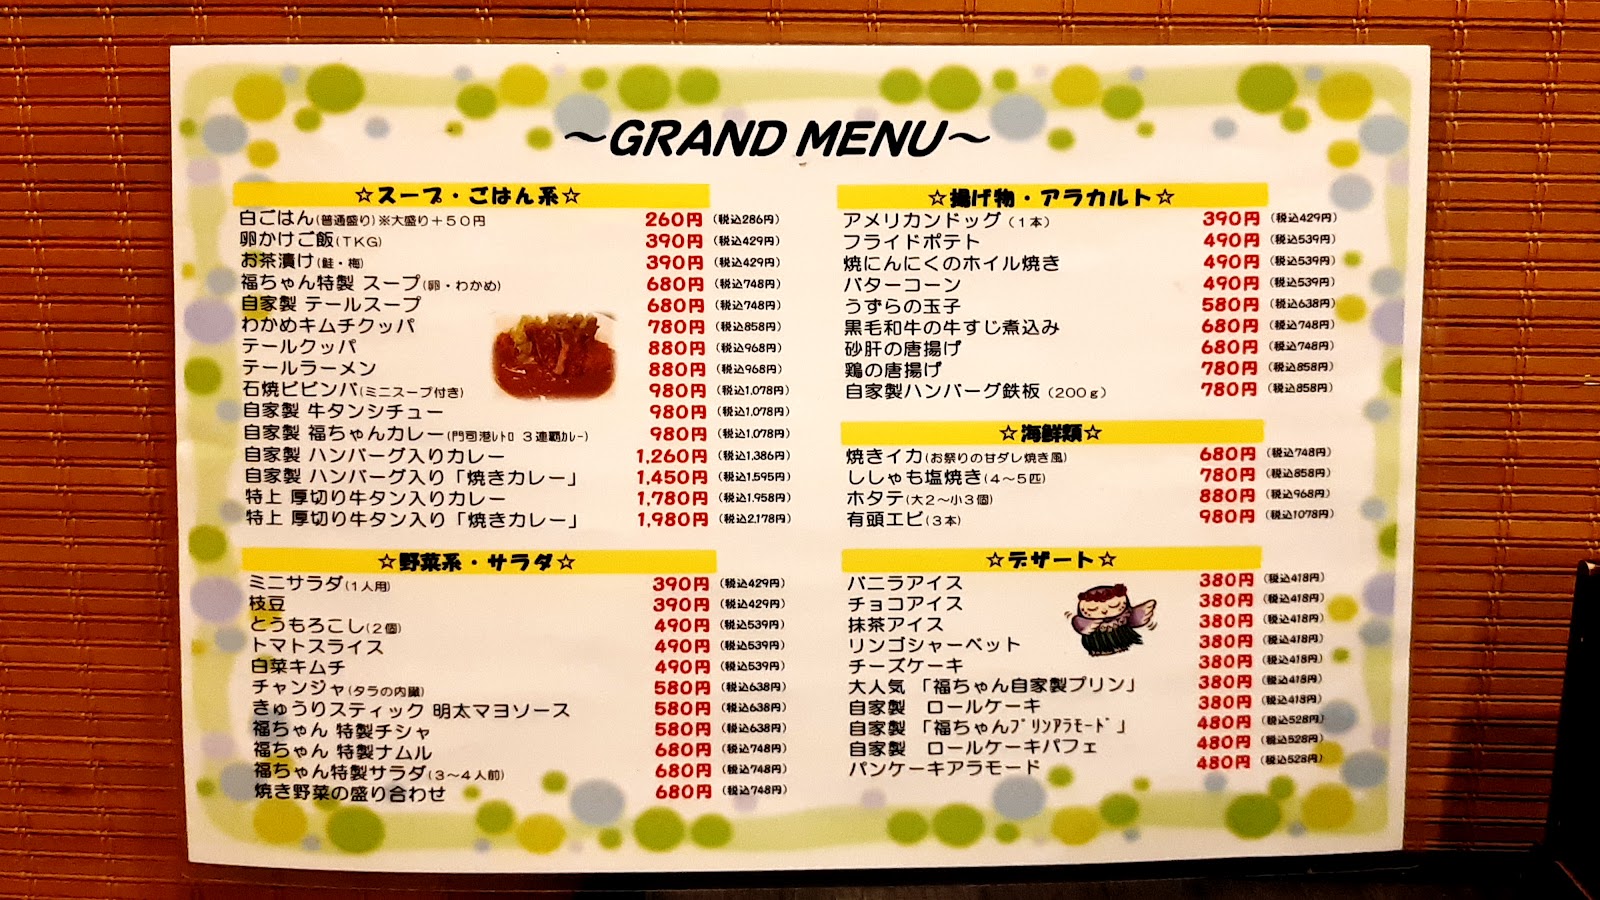 ～GRAND MENU～
☆スープ・ごはん系☆
白ごはん(普通盛り)※大盛り＋５０円 260円 (税込286円)
卵かけご飯(TKG) 390円 (税込429円)
お茶漬け(鮭・梅) 390円 (税込429円)
福ちゃん特製 スープ(卵・わかめ) 680円 (税込748円)
自家製 テールスープ 680円 (税込748円)
わかめキムチクッパ 780円 (税込858円)
テールクッパ 880円 (税込968円)
テールラーメン 880円 (税込968円)
石焼ビビンバ(ミニスープ付き) 980円 (税込1,078円)
自家製 牛タンシチュー 980円 (税込1,078円)
自家製 福ちゃんカレー(門司港ﾚﾄﾛ ３連覇ｶﾚｰ) 980円 (税込1,078円)
自家製 ハンバーグ入りカレー 1,260円 (税込1,386円)
自家製 ハンバーグ入り「焼きカレー」 1,450円 (税込1,595円)
特上 厚切り牛タン入りカレー 1,780円 (税込1,958円)
特上 厚切り牛タン入り「焼きカレー」 1,980円 (税込2,178円)
☆野菜系・サラダ☆
ミニサラダ(１人用) 390円 (税込429円)
枝豆 390円 (税込429円)
とうもろこし(２個) 490円 (税込539円)
トマトスライス 490円 (税込539円)
白菜キムチ 490円 (税込539円)
チャンジャ(タラの内臓) 580円 (税込638円)
きゅうりスティック 明太マヨソース 580円 (税込638円)
福ちゃん 特製チシャ 580円 (税込638円)
福ちゃん 特製ナムル 680円 (税込748円)
福ちゃん特製サラダ(３～４人前) 680円 (税込748円)
焼き野菜の盛り合わせ 680円 (税込748円)
☆揚げ物・アラカルト☆
アメリカンドッグ（１本） 390円 (税込429円)
フライドポテト 490円 (税込539円)
焼にんにくのホイル焼き 490円 (税込539円)
バターコーン 490円 (税込539円)
うずらの玉子 580円 (税込638円)
黒毛和牛の牛すじ煮込み 680円 (税込748円)
砂肝の唐揚げ 680円 (税込748円)
鶏の唐揚げ 780円 (税込858円)
自家製ハンバーグ鉄板（200ｇ） 780円 (税込858円)
☆海鮮類☆
焼きイカ(お祭りの甘ダレ焼き風) 680円 (税込748円)
ししゃも塩焼き(４～５匹) 780円 (税込858円)
ホタテ(大２～小３個) 880円 (税込968円)
有頭エビ(３本) 980円 (税込1078円)
☆デザート☆
バニラアイス 380円 (税込418円)
チョコアイス 380円 (税込418円)
抹茶アイス 380円 (税込418円)
リンゴシャーベット 380円 (税込418円)
チーズケーキ 380円 (税込418円)
大人気 「福ちゃん自家製プリン」 380円 (税込418円)
自家製 ロールケーキ 380円 (税込418円)
自家製 「福ちゃんﾌﾟﾘﾝｱﾗﾓｰﾄﾞ」 480円 (税込528円)
自家製 ロールケーキパフェ 480円 (税込528円)
パンケーキアラモード 480円 (税込528円)